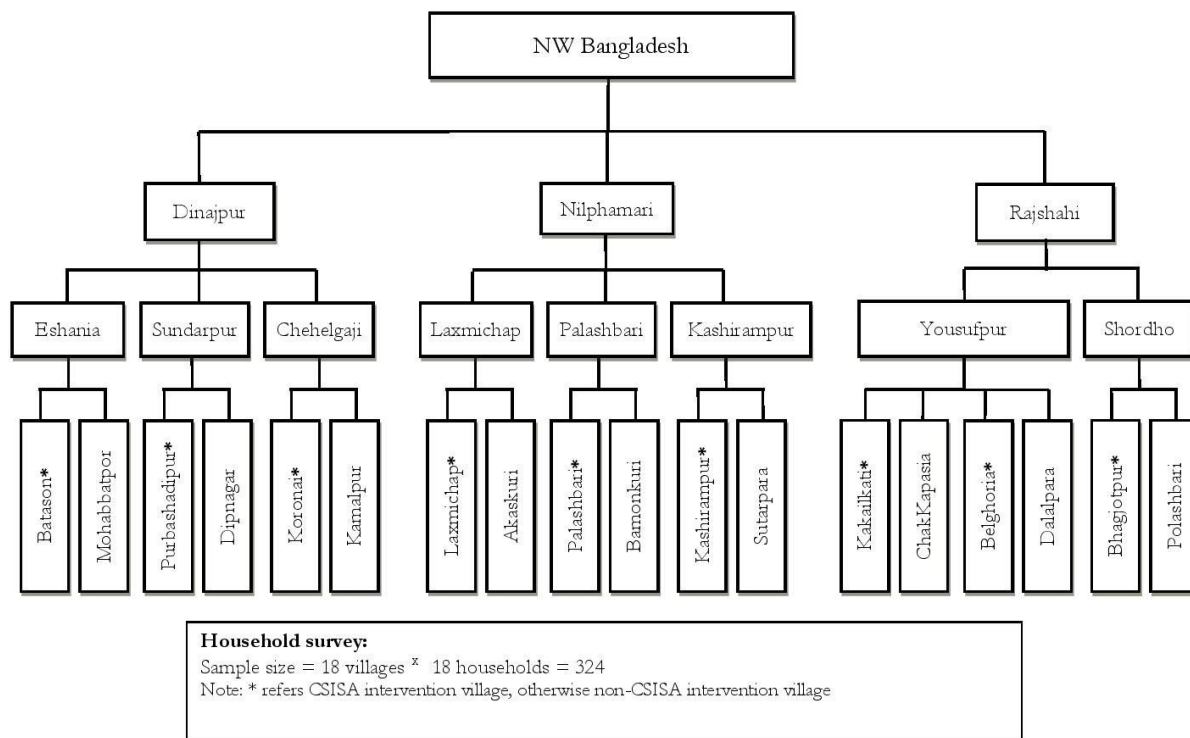 NW Bangladesh
Dinajpur
Nilphamari
Rajshahi
Eshania
Sundarpur
Chehelgaji
Laxmichap
Palashbari
Kashirampur
Yousufpur
Shordho
Batason*
Mohabbatpor
Purbashadipur*
Dipnagar
Koronai*
Kamalpur
Laxmichap*
Akaskuri
Palashbari*
Bamonkuri
Kashirampur*
Sutarpara
Kakailkati*
ChakKapasia
Belghoria*
Dalalpara
Bhagjotpur*
Polashbari
Household survey:
Sample size = 18 villages x 18 households = 324
Note: * refers CSISA intervention village, otherwise non-CSISA intervention village